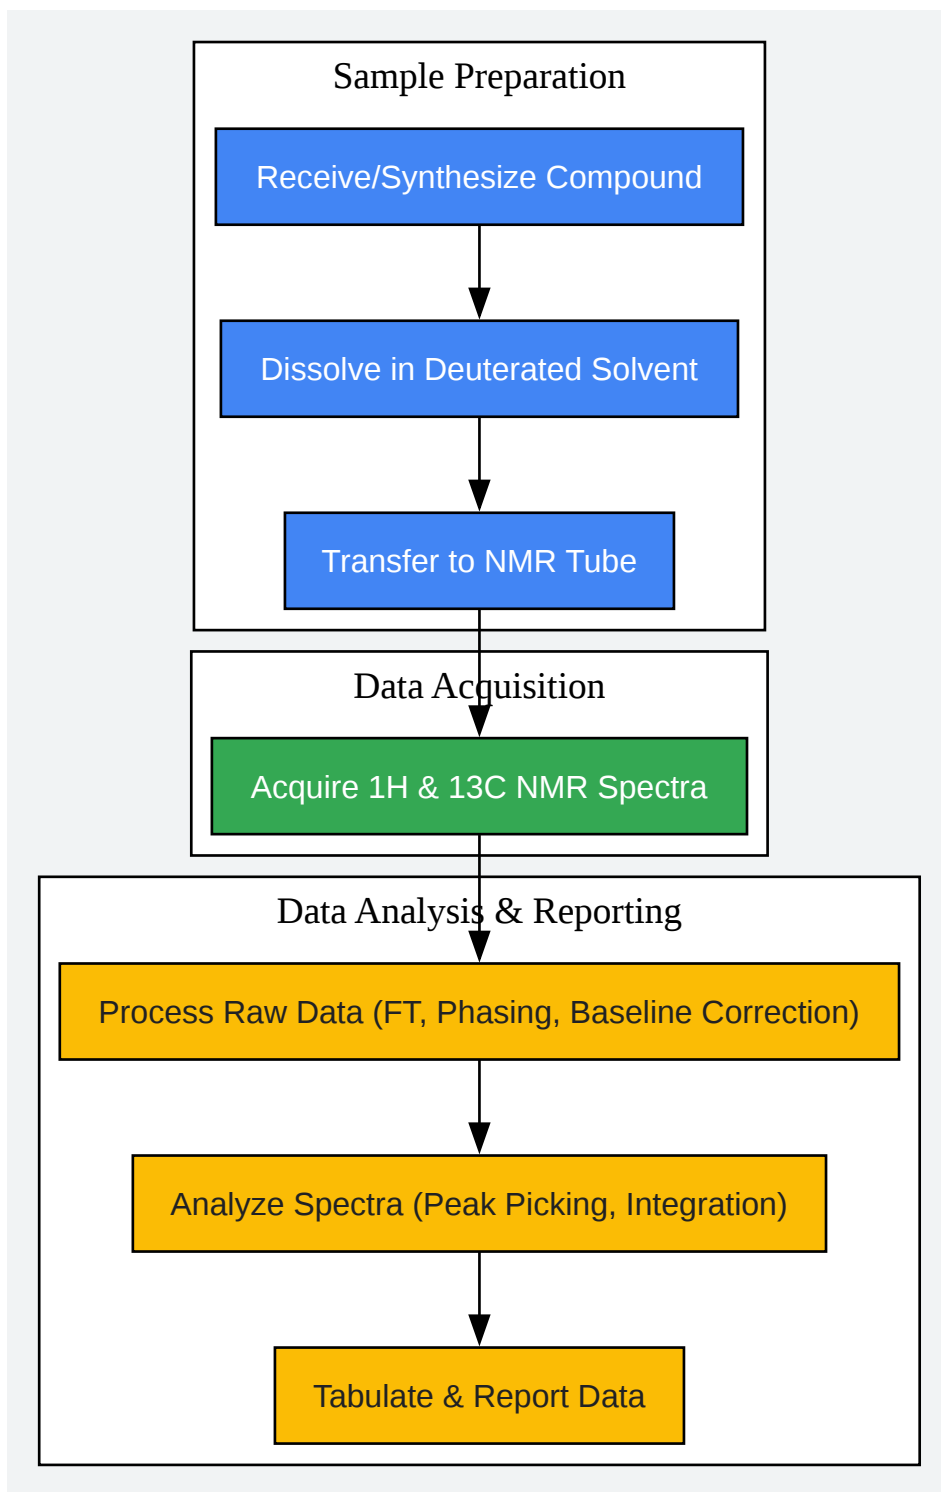 Sample Preparation
Receive/Synthesize Compound
Dissolve in Deuterated Solvent
Transfer to NMR Tube
Data Acquisition
Acquire 1H & 13C NMR Spectra
Data Analysis & Reporting
Process Raw Data (FT, Phasing, Baseline Correction)
Analyze Spectra (Peak Picking, Integration)
Tabulate & Report Data